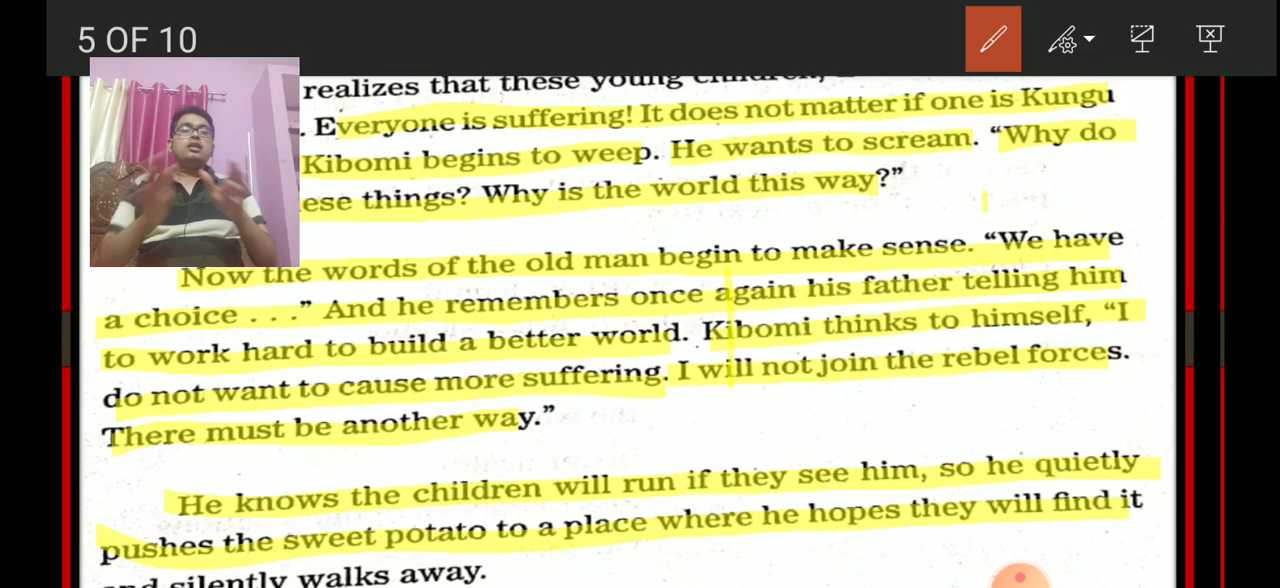 5 OF 10
realizes that these young children,
. Everyone is suffering! It does not matter if one is Kungu
Kibomi begins to weep. He wants to scream. “Why do
ese things? Why is the world this way?”
Now the words of the old man begin to make sense. “We have
a choice . . .” And he remembers once again his father telling him
to work hard to build a better world. Kibomi thinks to himself, “I
do not want to cause more suffering. I will not join the rebel forces.
There must be another way.”
He knows the children will run if they see him, so he quietly
pushes the sweet potato to a place where he hopes they will find it
and silently walks away.